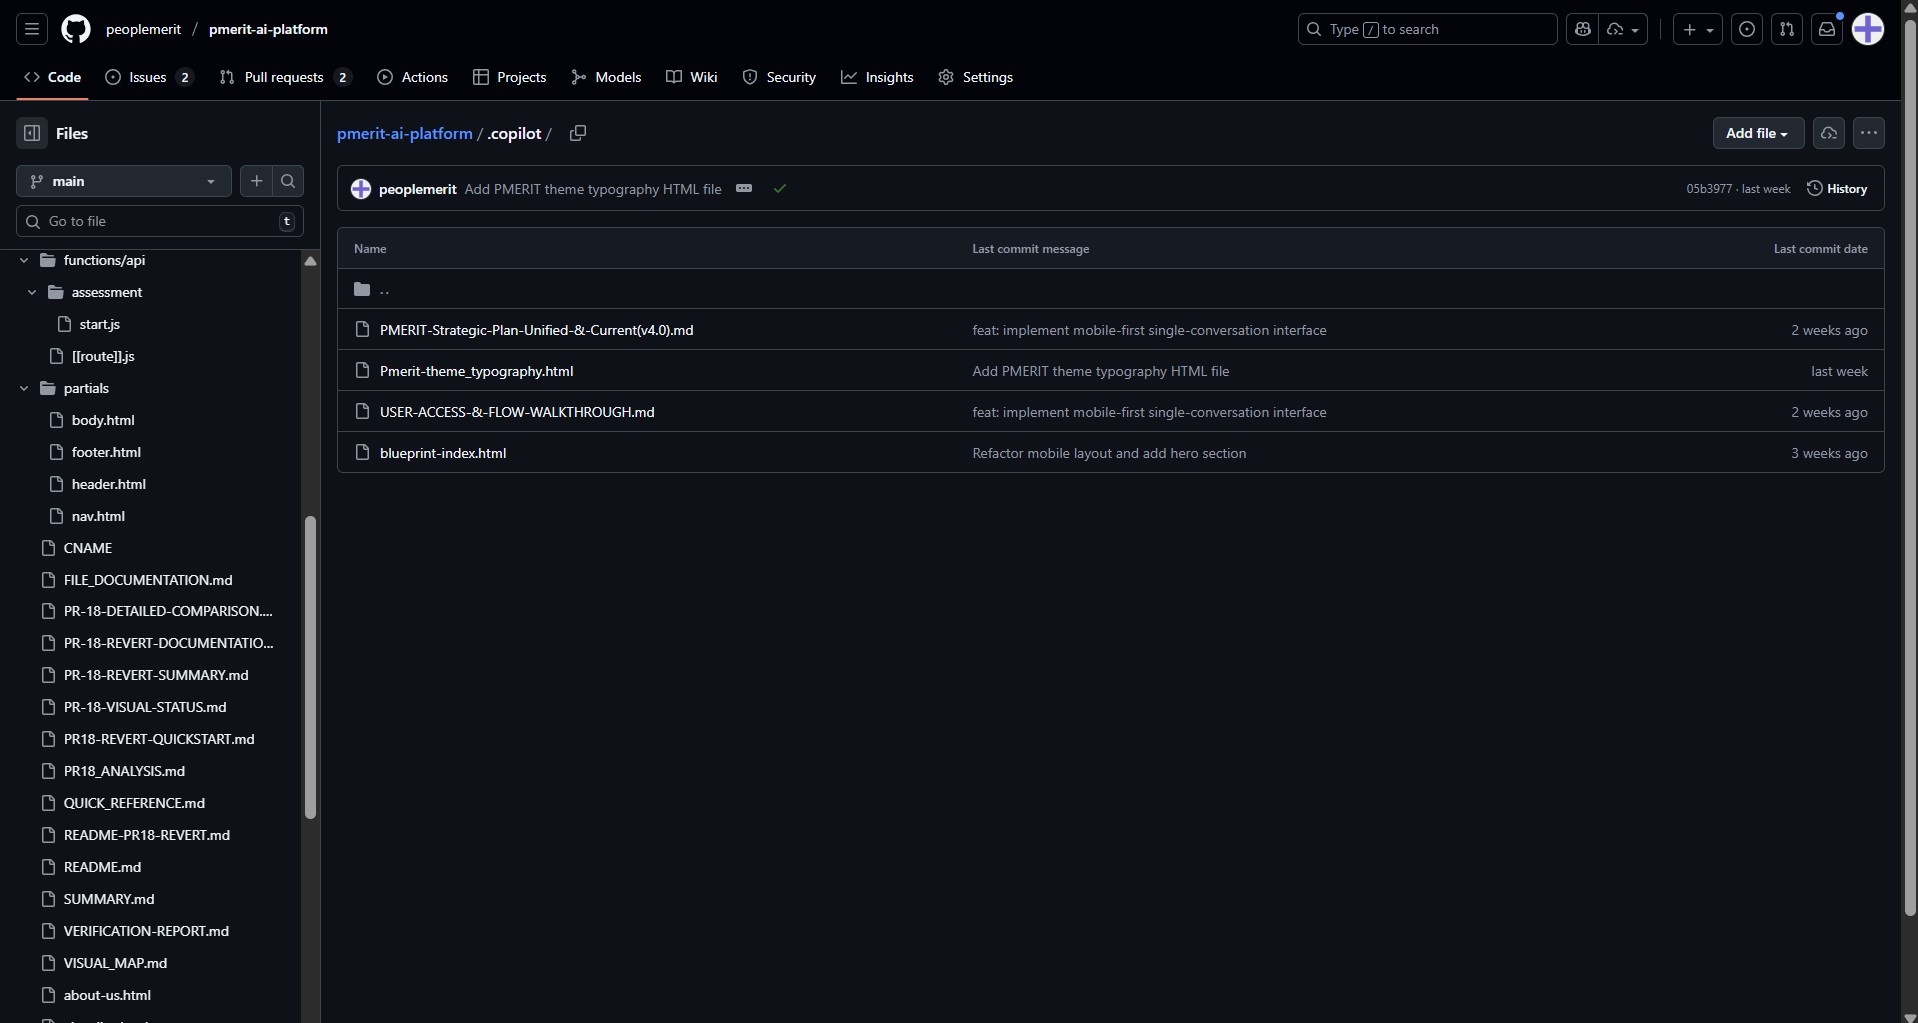 peoplemerit / pmerit-ai-platform
Type / to search
Code
Issues 2
Pull requests 2
Actions
Projects
Models
Wiki
Security
Insights
Settings
Files
main
Go to file
t
functions/api
assessment
start.js
[[route]].js
partials
body.html
footer.html
header.html
nav.html
CNAME
FILE_DOCUMENTATION.md
PR-18-DETAILED-COMPARISON....
PR-18-REVERT-DOCUMENTATIO...
PR-18-REVERT-SUMMARY.md
PR-18-VISUAL-STATUS.md
PR18-REVERT-QUICKSTART.md
PR18_ANALYSIS.md
QUICK_REFERENCE.md
README-PR18-REVERT.md
README.md
SUMMARY.md
VERIFICATION-REPORT.md
VISUAL_MAP.md
about-us.html
pmerit-ai-platform / .copilot /
Add file
peoplemerit Add PMERIT theme typography HTML file
05b3977 · last week
History
Name Last commit message Last commit date
..
PMERIT-Strategic-Plan-Unified-&-Current(v4.0).md feat: implement mobile-first single-conversation interface 2 weeks ago
Pmerit-theme_typography.html Add PMERIT theme typography HTML file last week
USER-ACCESS-&-FLOW-WALKTHROUGH.md feat: implement mobile-first single-conversation interface 2 weeks ago
blueprint-index.html Refactor mobile layout and add hero section 3 weeks ago